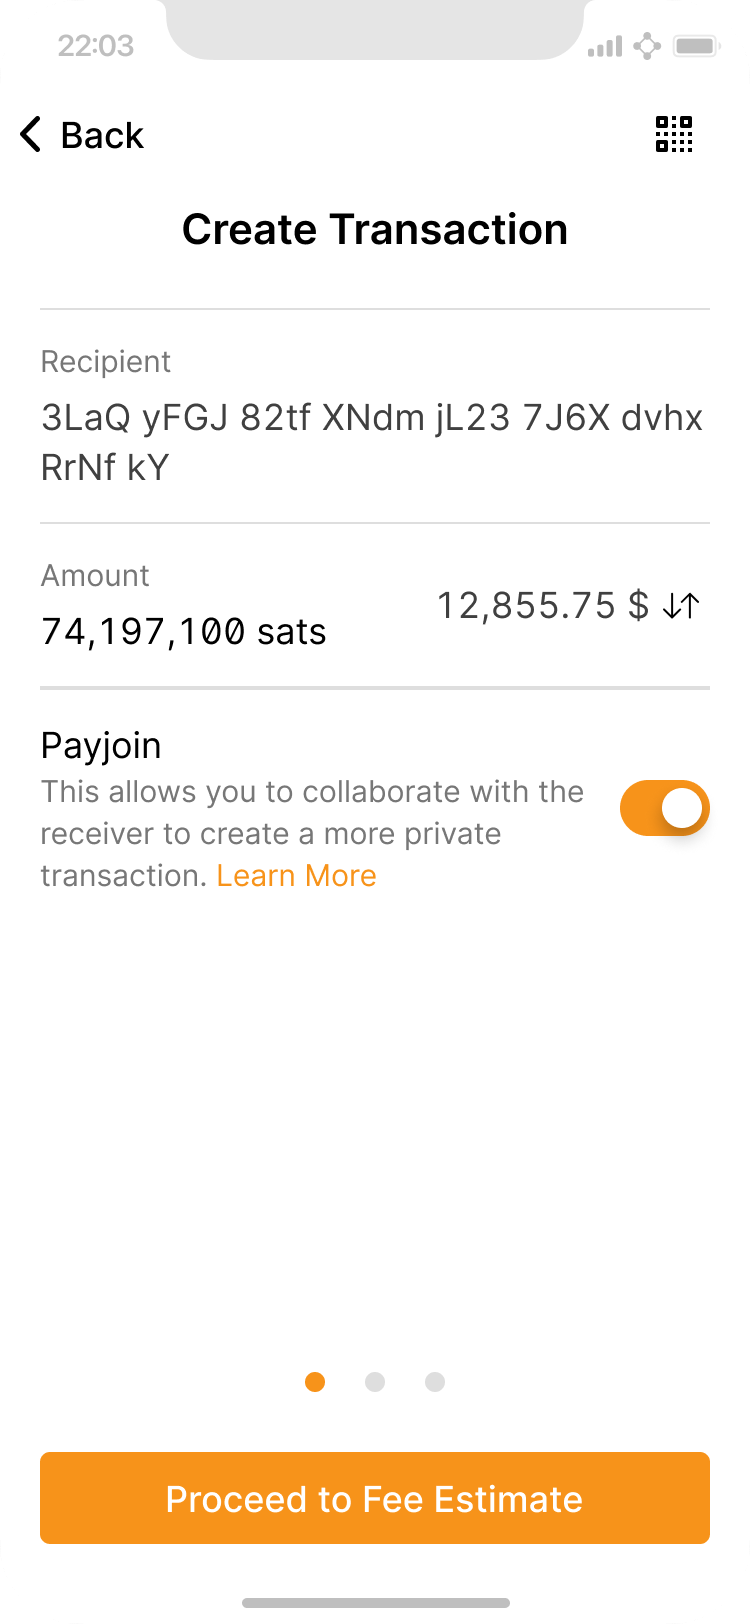 22:03
Back
Create Transaction
Recipient
3LaQ yFGJ 82tf XNdm jL23 7J6X dvhx
RrNf kY
Amount
74,197,100 sats
12,855.75 $
Payjoin
This allows you to collaborate with the
receiver to create a more private
transaction. Learn More
Proceed to Fee Estimate